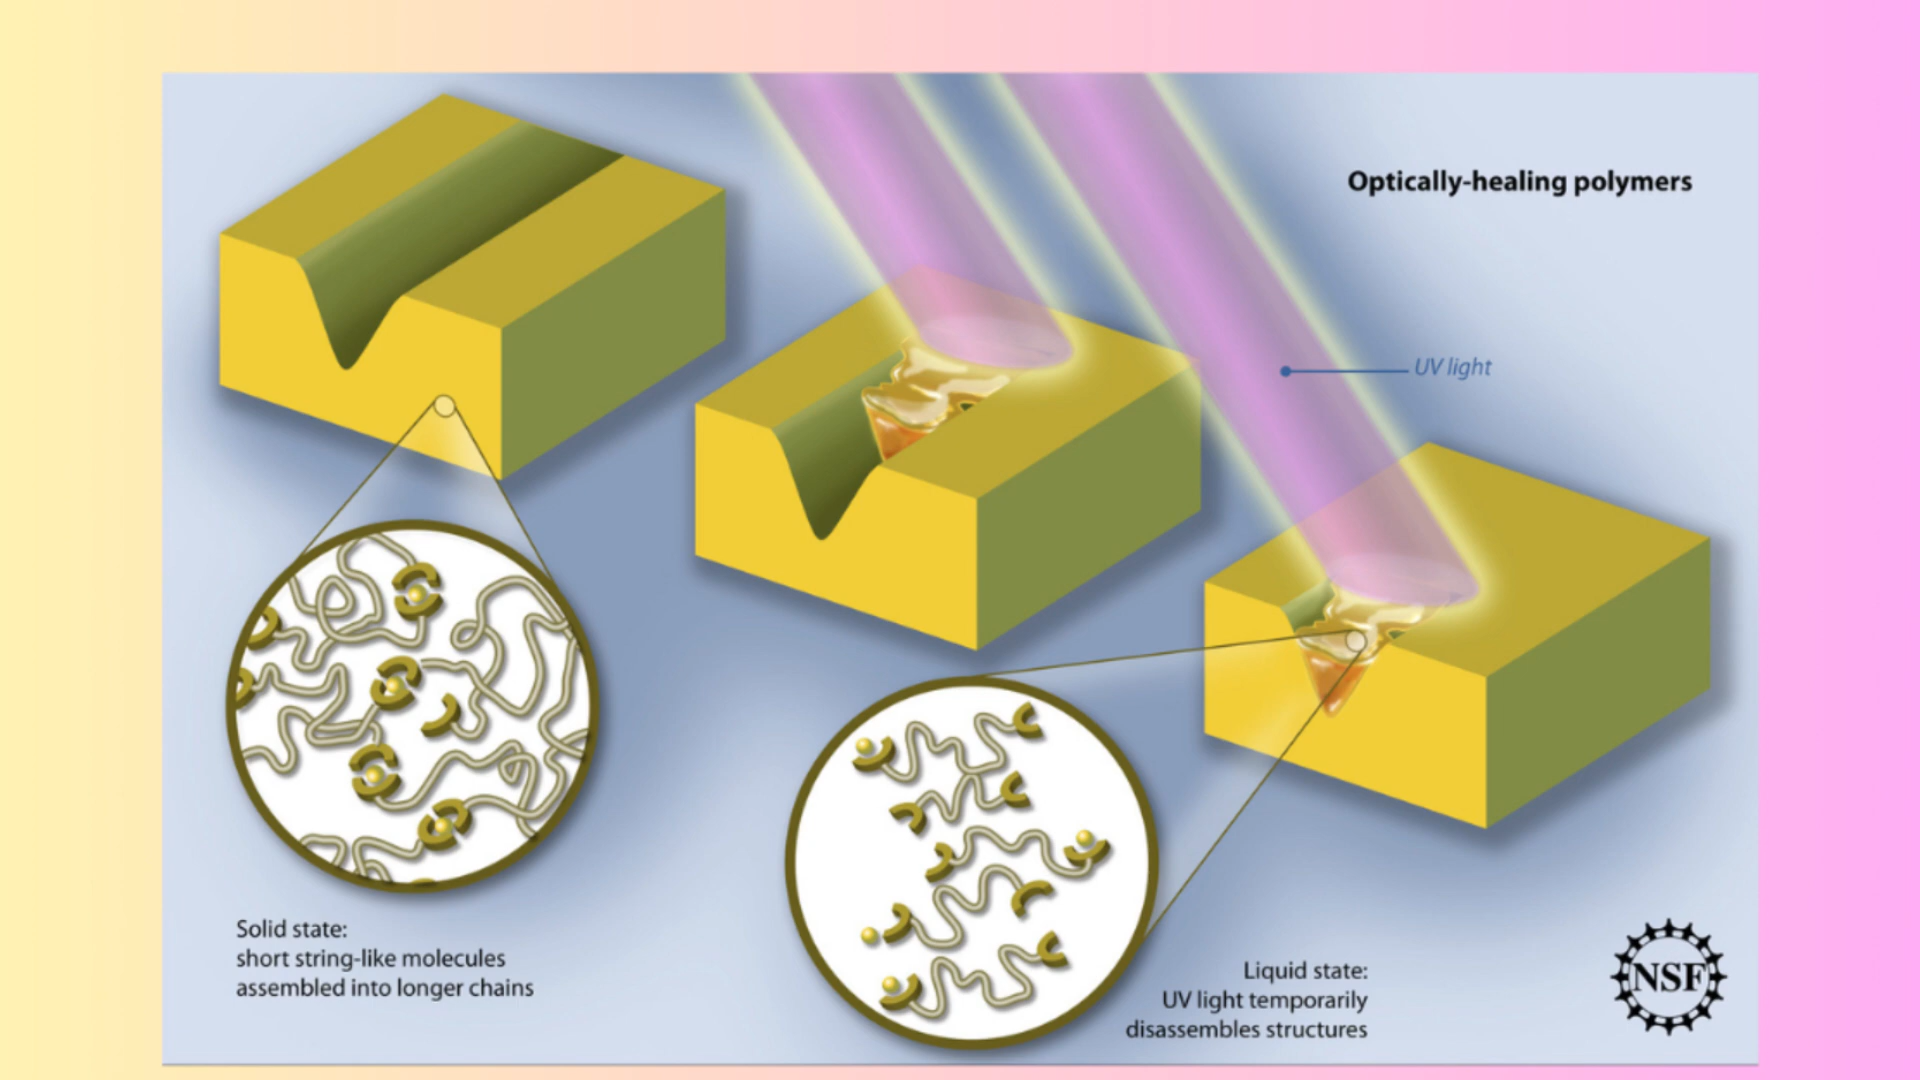 Optically-healing polymers
UV light
Solid state:
short string-like molecules
assembled into longer chains
Liquid state:
UV light temporarily
disassembles structures
NSF